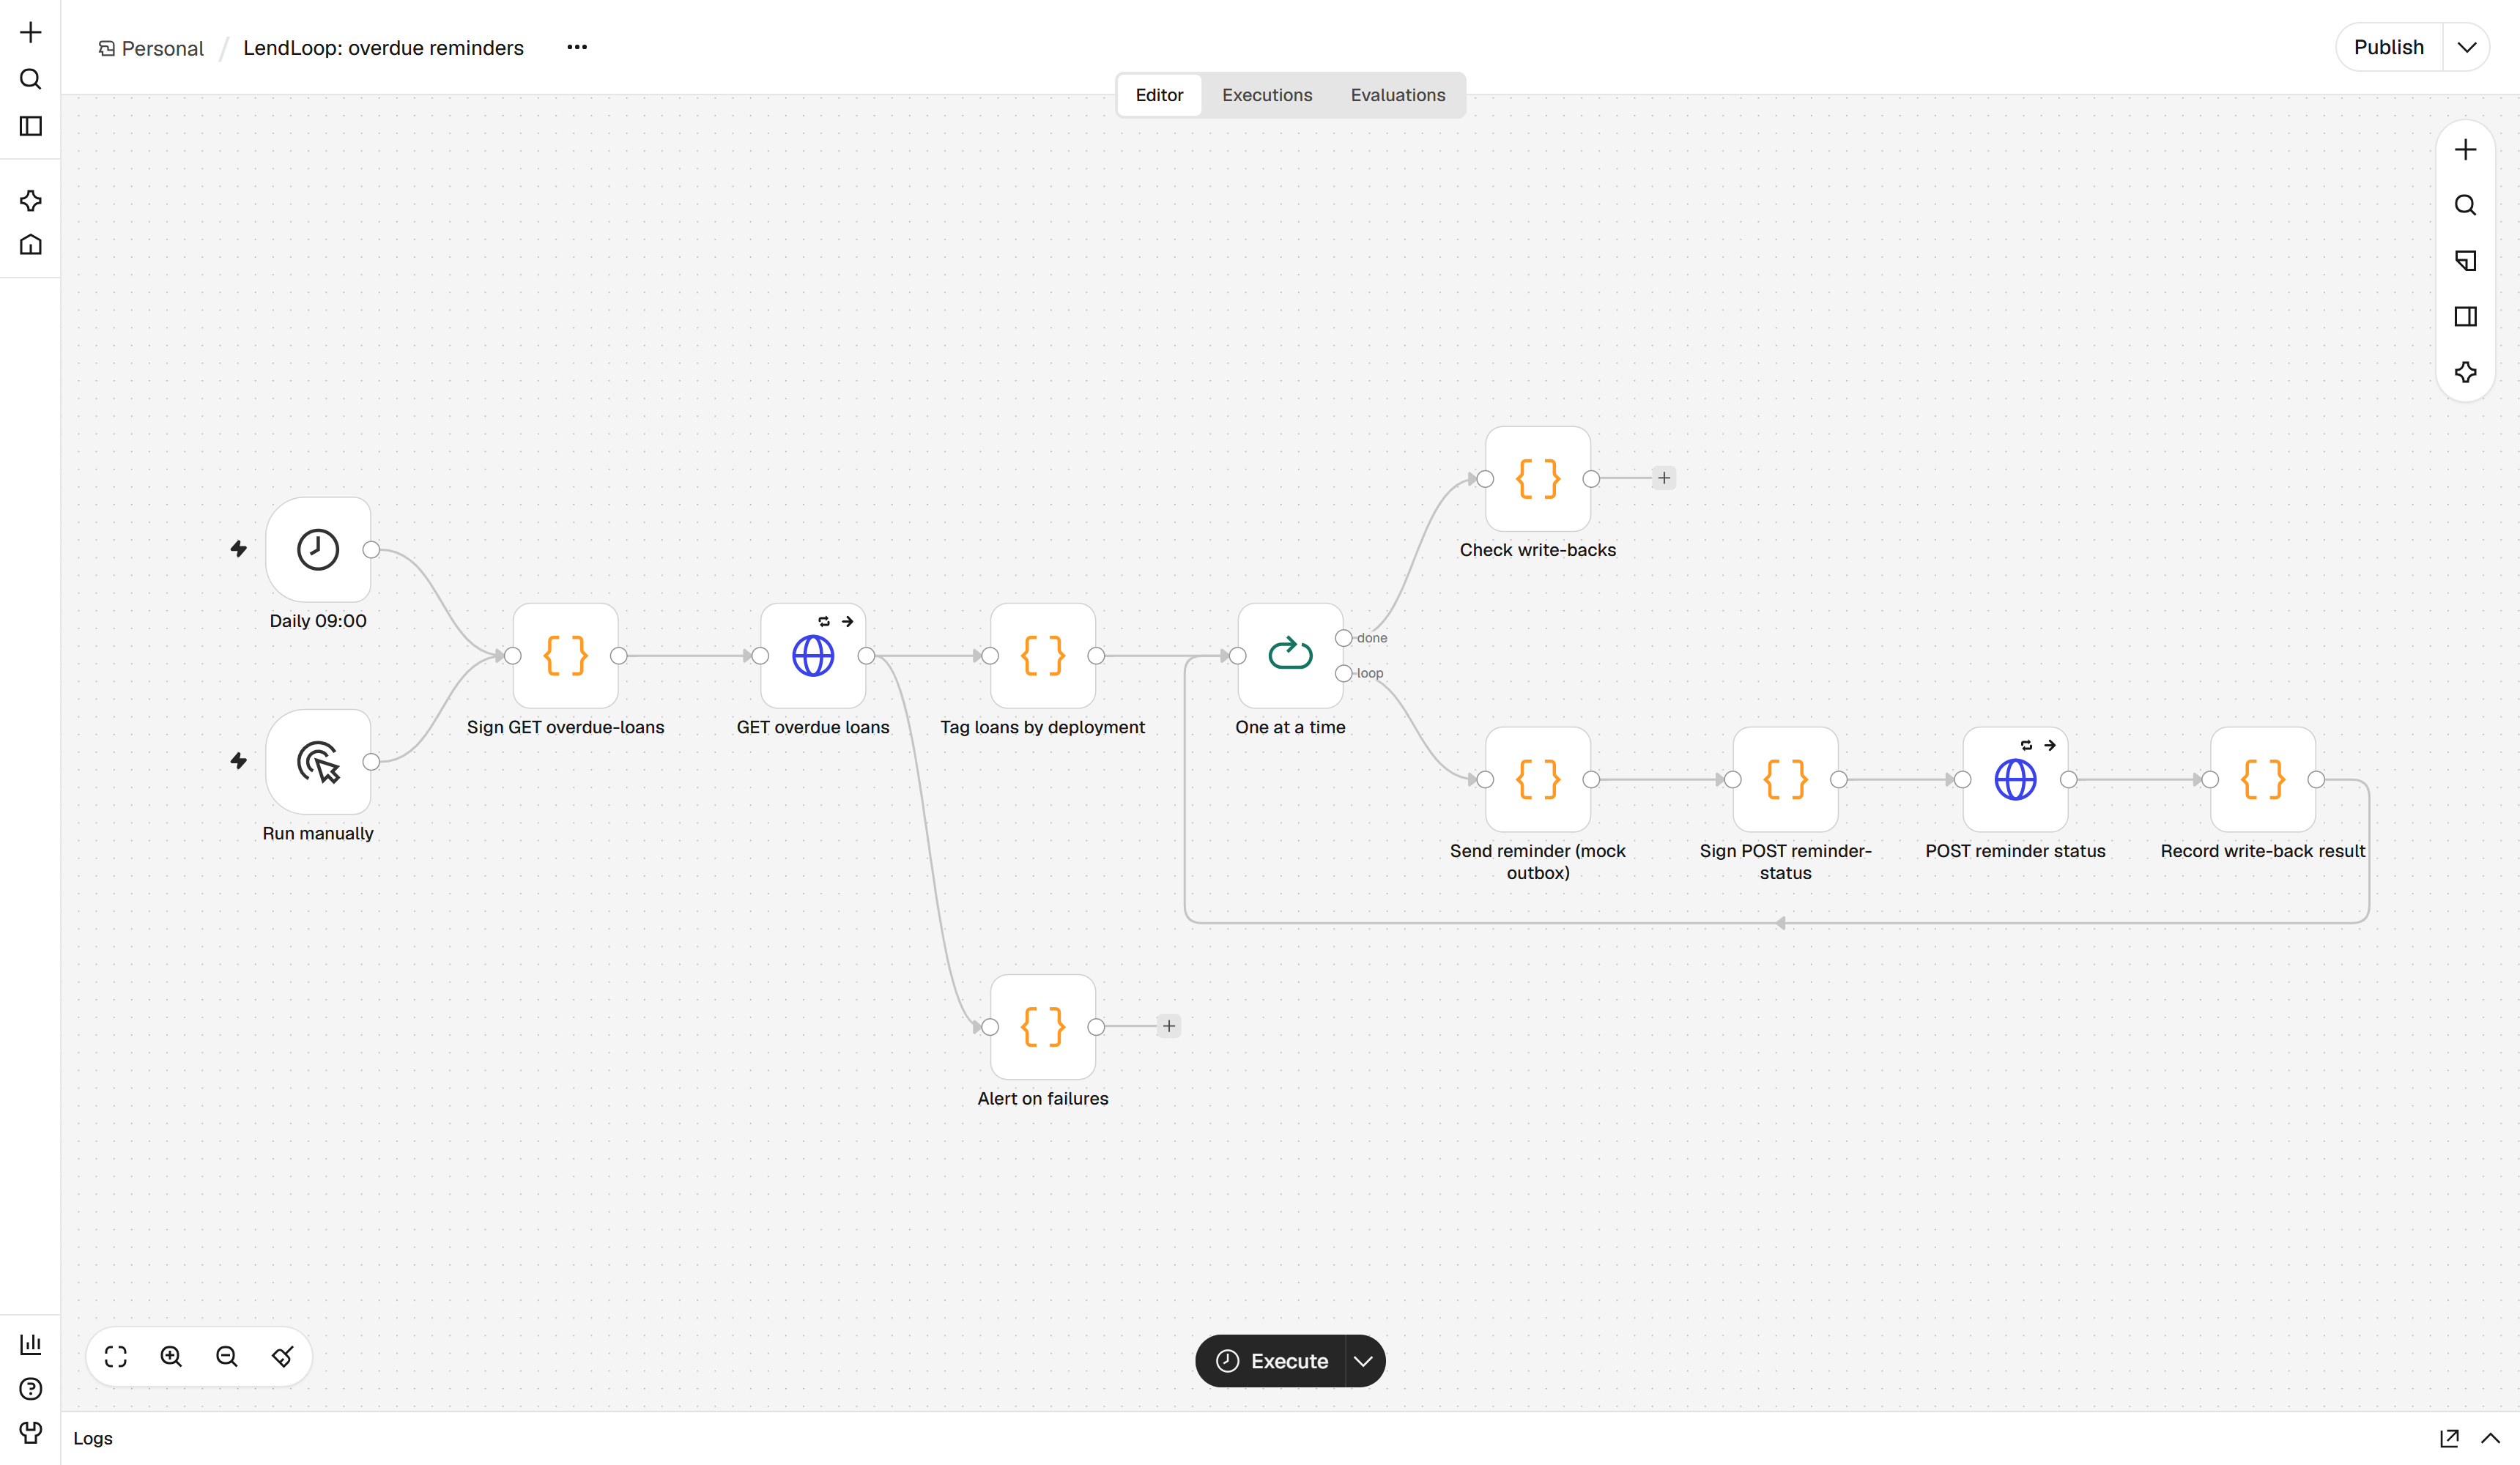 Personal / LendLoop: overdue reminders
Publish
Editor Executions Evaluations
Check write-backs
Daily 09:00
done
loop
Sign GET overdue-loans
GET overdue loans
Tag loans by deployment
One at a time
Run manually
Send reminder (mock
outbox)
Sign POST reminder-
status
POST reminder status
Record write-back result
Alert on failures
Execute
Logs